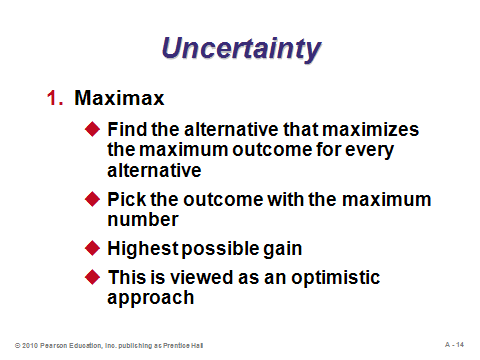 Uncertainty
1. Maximax
◆ Find the alternative that maximizes
the maximum outcome for every
alternative
◆ Pick the outcome with the maximum
number
◆ Highest possible gain
◆ This is viewed as an optimistic
approach
© 2010 Pearson Education, Inc. publishing as Prentice Hall
A - 14